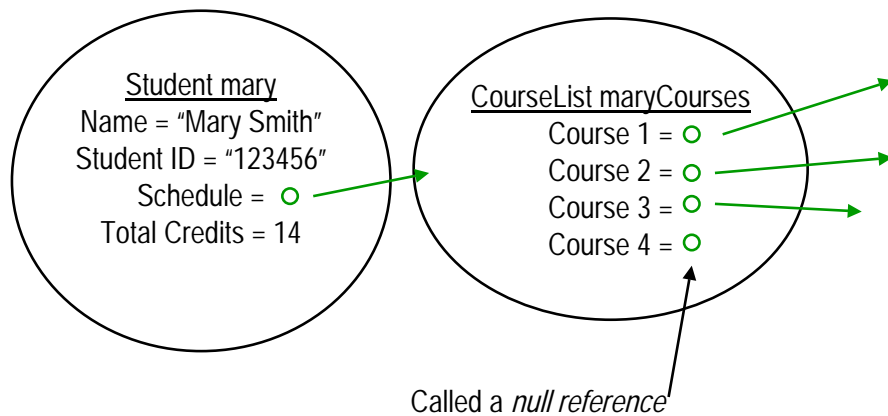 Student mary
Name = “Mary Smith”
Student ID = “123456”
Schedule =
Total Credits = 14
CourseList maryCourses
Course 1 =
Course 2 =
Course 3 =
Course 4 =
Called a null reference